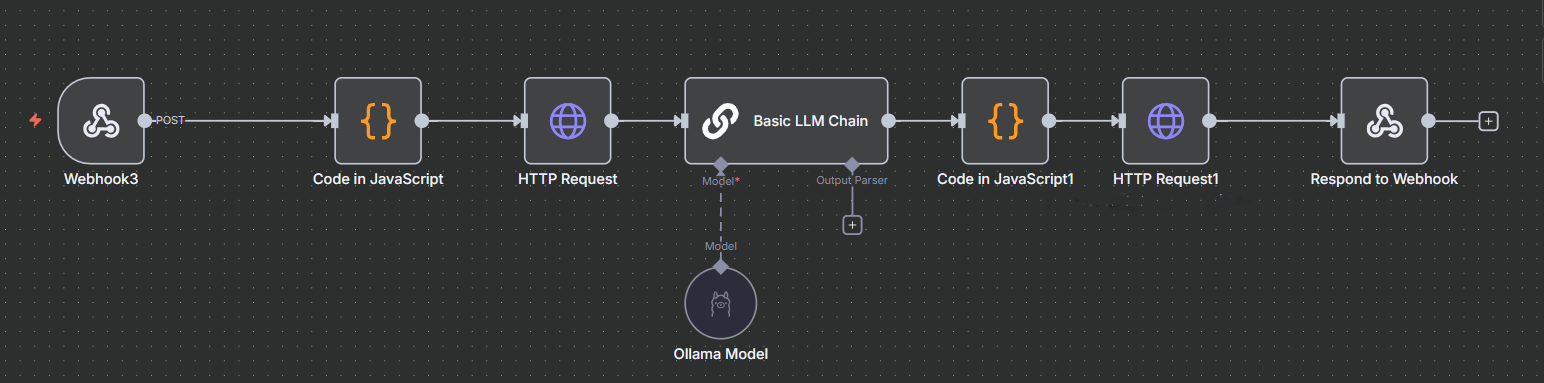 POST
Basic LLM Chain
Webhook3
Code in JavaScript
HTTP Request
Model*
Output Parser
Code in JavaScript1
HTTP Request1
Respond to Webhook
Model
Ollama Model